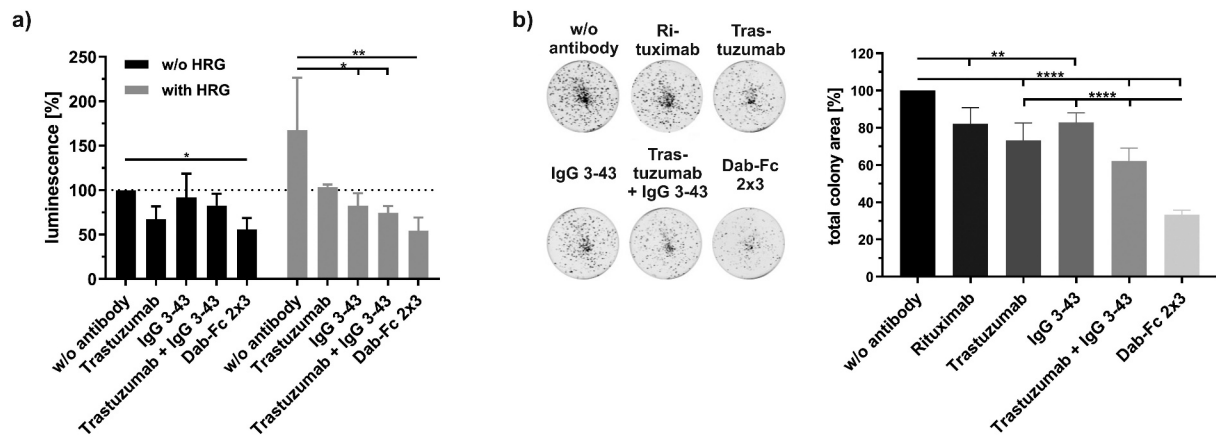 a)
luminescence [%]
250
200
150
100
50
0
w/o HRG
with HRG
*
**
*
w/o antibody
Trastuzumab
IgG 3-43
Trastuzumab + IgG 3-43
Dab-Fc 2x3
w/o antibody
Trastuzumab
IgG 3-43
Trastuzumab + IgG 3-43
Dab-Fc 2x3
b)
w/o
antibody
Ri-
tuximab
Tras-
tuzumab
IgG 3-43
Tras-
tuzumab
+ IgG 3-43
Dab-Fc
2x3
total colony area [%]
120
100
80
60
40
20
0
**
****
****
w/o antibody
Rituximab
Trastuzumab
IgG 3-43
Trastuzumab + IgG 3-43
Dab-Fc 2x3